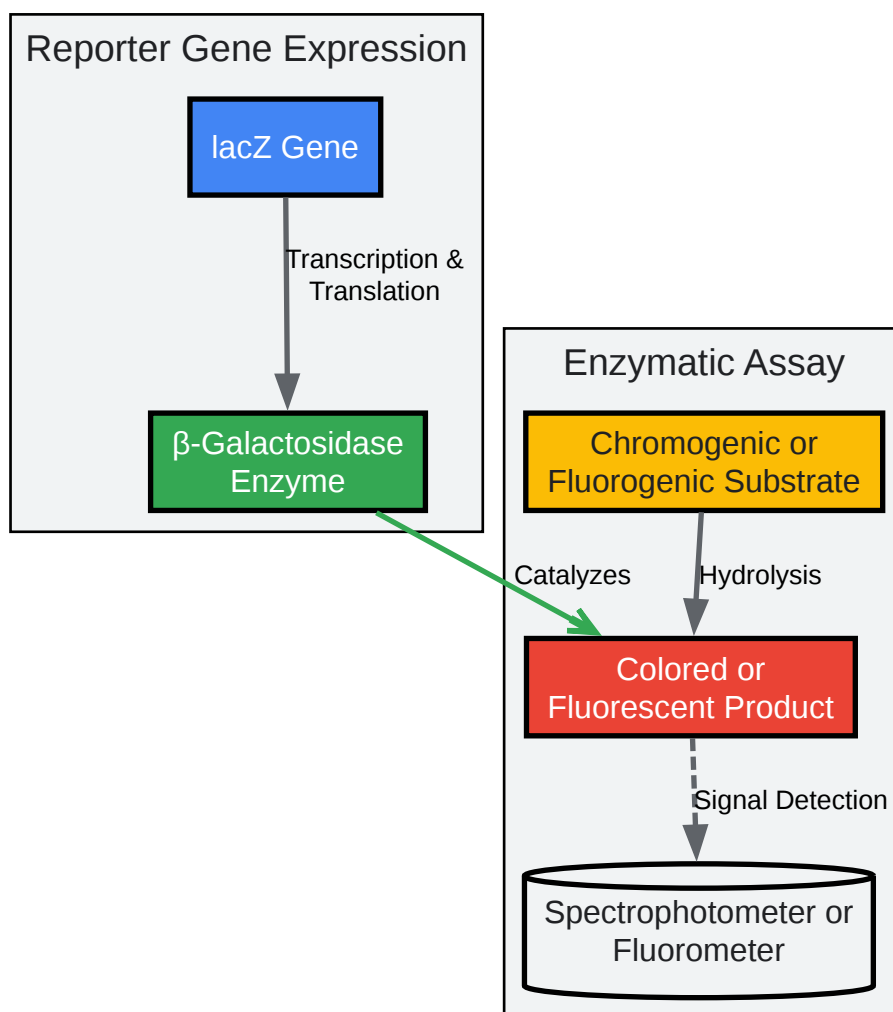 Reporter Gene Expression
lacZ Gene
Transcription &
Translation
β-Galactosidase
Enzyme
Enzymatic Assay
Chromogenic or
Fluorogenic Substrate
Catalyzes
Hydrolysis
Colored or
Fluorescent Product
Signal Detection
Spectrophotometer or
Fluorometer